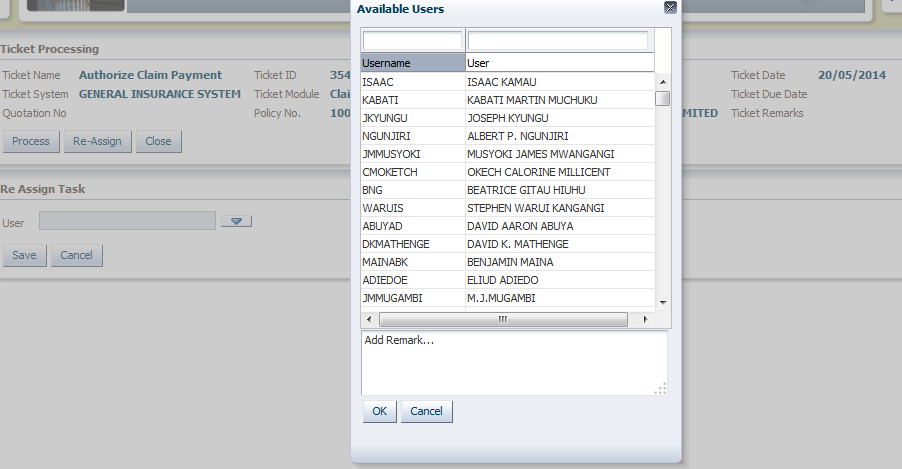 Available Users
Ticket Processing
Ticket Name Authorize Claim Payment Ticket ID 354 Ticket Date 20/05/2014
Ticket System GENERAL INSURANCE SYSTEM Ticket Module Clai Ticket Due Date
Quotation No Policy No. 100 MITED Ticket Remarks
Process Re-Assign Close
Re Assign Task
User
Save Cancel
Username User
ISAAC ISAAC KAMAU
KABATI KABATI MARTIN MUCHUKU
JKYUNGU JOSEPH KYUNGU
NGUNJIRI ALBERT P. NGUNJIRI
JMMUSYOKI MUSYOKI JAMES MWANGANGI
CMOKETCH OKECH CALORINE MILLICENT
BNG BEATRICE GITAU HIUHU
WARUIS STEPHEN WARUI KANGANGI
ABUYAD DAVID AARON ABUYA
DKMATHENGE DAVID K. MATHENGE
MAINABK BENJAMIN MAINA
ADIEDOE ELIUD ADIEDO
JMMUGAMBI M.J.MUGAMBI
Add Remark...
OK Cancel